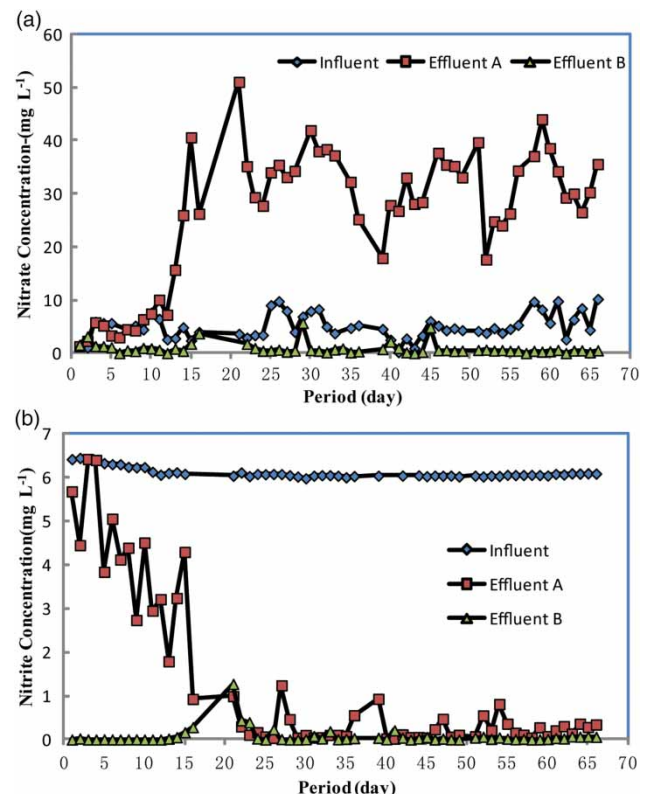 (a)
60
50
40
30
20
10
0
Nitrate Concentration-(mg L-1)
Influent Effluent A Effluent B
0 5 10 15 20 25 30 35 40 45 50 55 60 65 70
Period (day)
(b)
7
6
5
4
3
2
1
0
Nitrite Concentration(mg L-1)
Influent
Effluent A
Effluent B
0 5 10 15 20 25 30 35 40 45 50 55 60 65 70
Period(day)